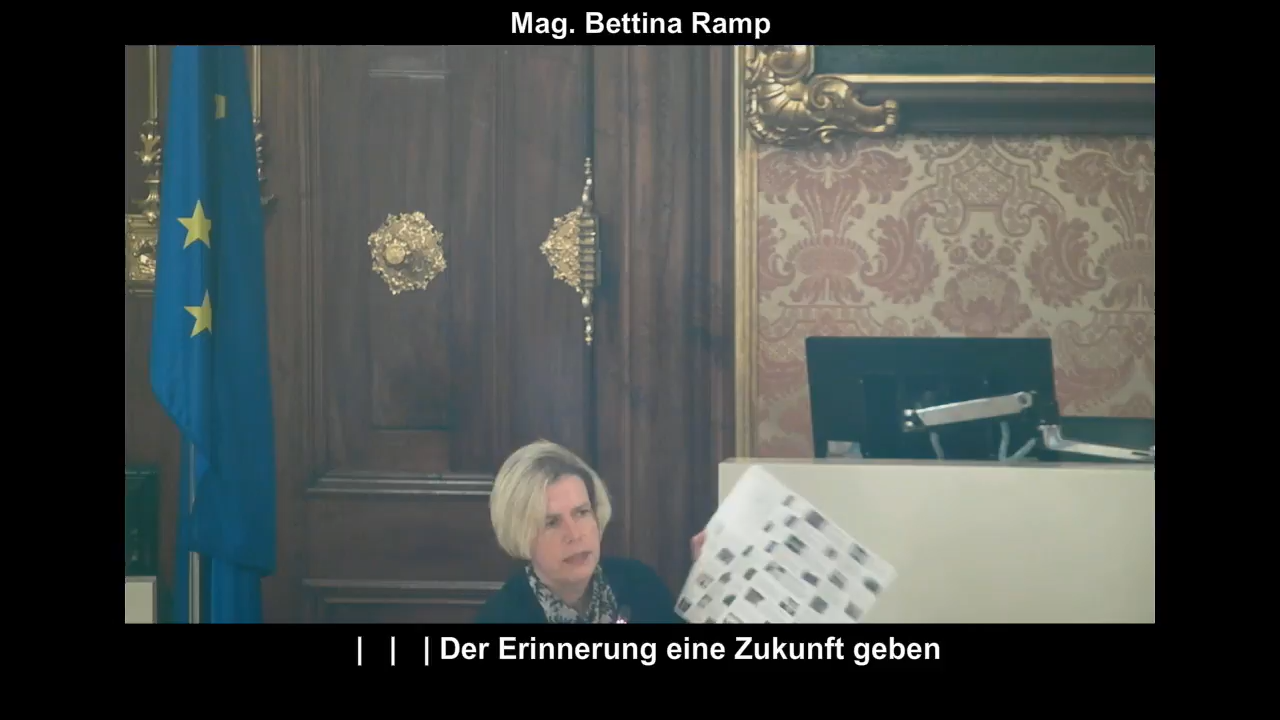 Mag. Bettina Ramp
| | | Der Erinnerung eine Zukunft geben